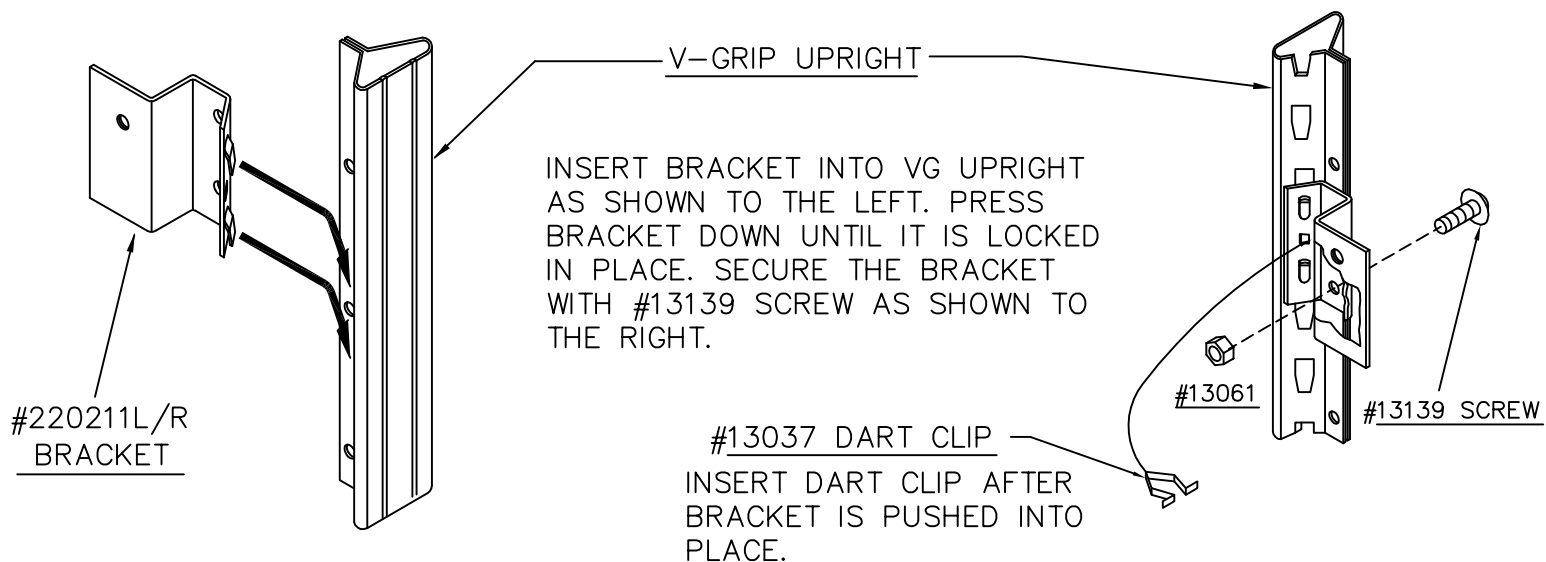 V-GRIP UPRIGHT
INSERT BRACKET INTO VG UPRIGHT
AS SHOWN TO THE LEFT. PRESS
BRACKET DOWN UNTIL IT IS LOCKED
IN PLACE. SECURE THE BRACKET
WITH #13139 SCREW AS SHOWN TO
THE RIGHT.
#220211L/R
BRACKET
#13061
#13139 SCREW
#13037 DART CLIP
INSERT DART CLIP AFTER
BRACKET IS PUSHED INTO
PLACE.